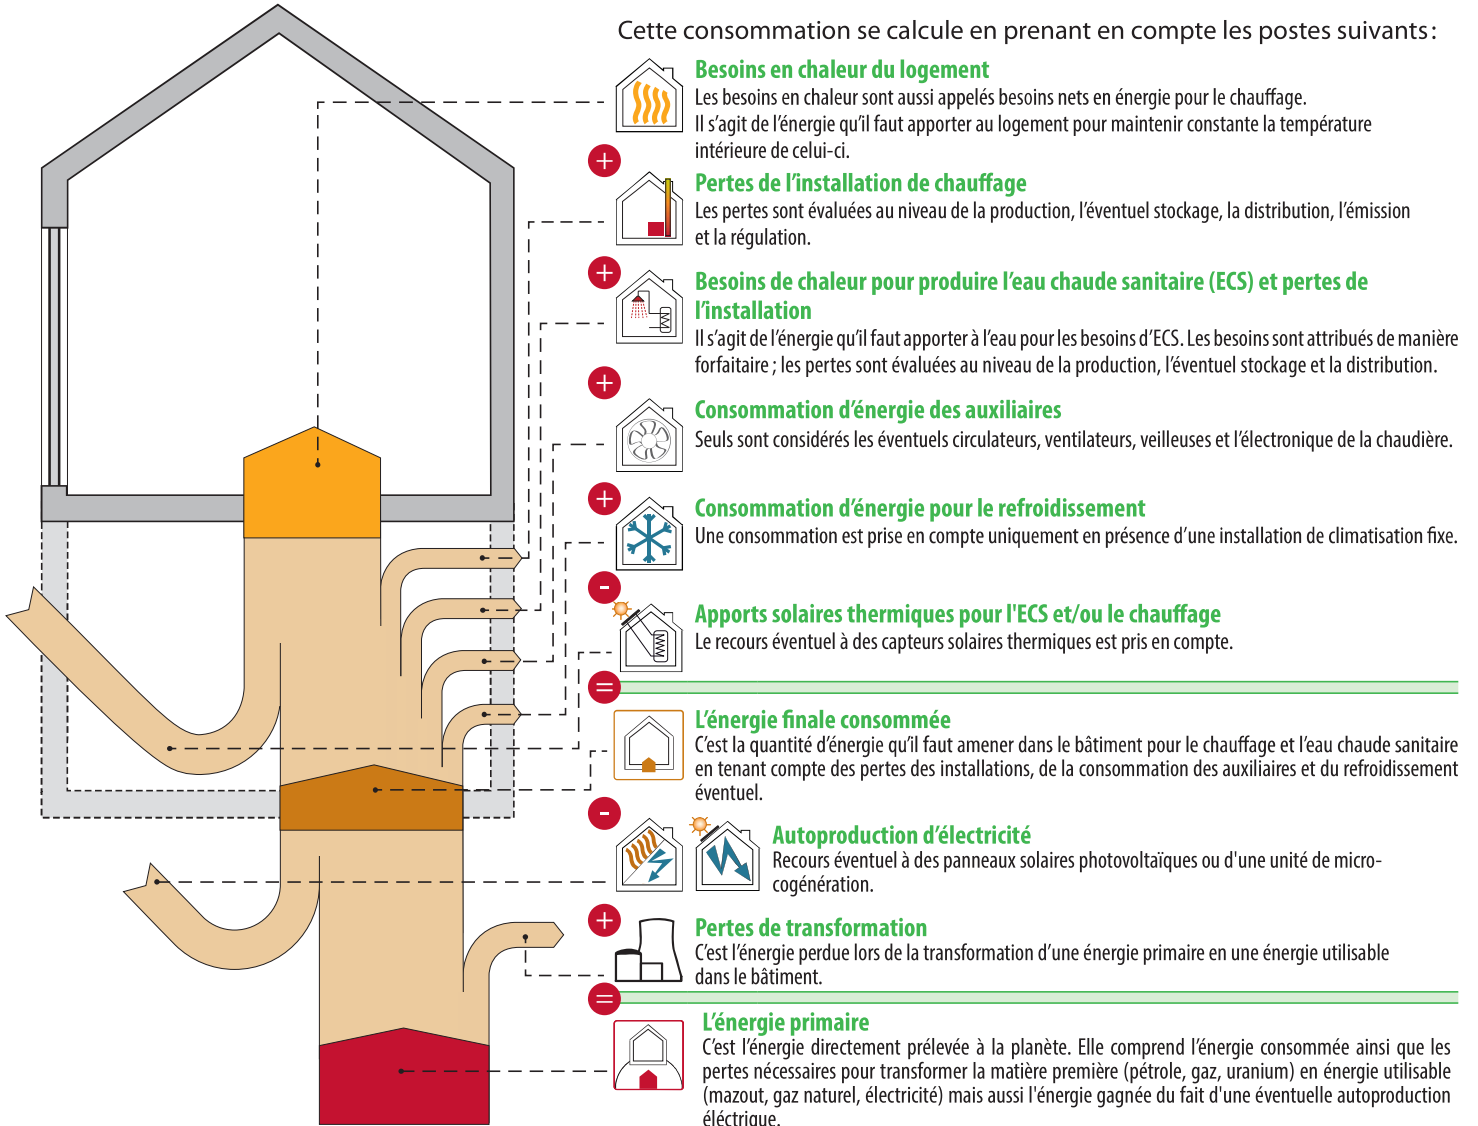 Cette consommation se calcule en prenant en compte les postes suivants :
Besoins en chaleur du logement
Les besoins en chaleur sont aussi appelés besoins nets en énergie pour le chauffage.
Il s’agit de l’énergie qu’il faut apporter au logement pour maintenir constante la température
intérieure de celui-ci.
+
Pertes de l’installation de chauffage
Les pertes sont évaluées au niveau de la production, l’éventuel stockage, la distribution, l’émission
et la régulation.
+
Besoins de chaleur pour produire l’eau chaude sanitaire (ECS) et pertes de
l’installation
Il s’agit de l’énergie qu’il faut apporter à l’eau pour les besoins d’ECS. Les besoins sont attribués de manière
forfaitaire ; les pertes sont évaluées au niveau de la production, l’éventuel stockage et la distribution.
+
Consommation d’énergie des auxiliaires
Seuls sont considérés les éventuels circulateurs, ventilateurs, veilleuses et l’électronique de la chaudière.
+
Consommation d’énergie pour le refroidissement
Une consommation est prise en compte uniquement en présence d’une installation de climatisation fixe.
-
Apports solaires thermiques pour l'ECS et/ou le chauffage
Le recours éventuel à des capteurs solaires thermiques est pris en compte.
=
L’énergie finale consommée
C’est la quantité d’énergie qu’il faut amener dans le bâtiment pour le chauffage et l’eau chaude sanitaire
en tenant compte des pertes des installations, de la consommation des auxiliaires et du refroidissement
éventuel.
-
Autoproduction d’électricité
Recours éventuel à des panneaux solaires photovoltaïques ou d'une unité de micro-
cogénération.
+
Pertes de transformation
C’est l’énergie perdue lors de la transformation d’une énergie primaire en une énergie utilisable
dans le bâtiment.
=
L’énergie primaire
C’est l’énergie directement prélevée à la planète. Elle comprend l’énergie consommée ainsi que les
pertes nécessaires pour transformer la matière première (pétrole, gaz, uranium) en énergie utilisable
(mazout, gaz naturel, électricité) mais aussi l'énergie gagnée du fait d'une éventuelle autoproduction
éléctrique.